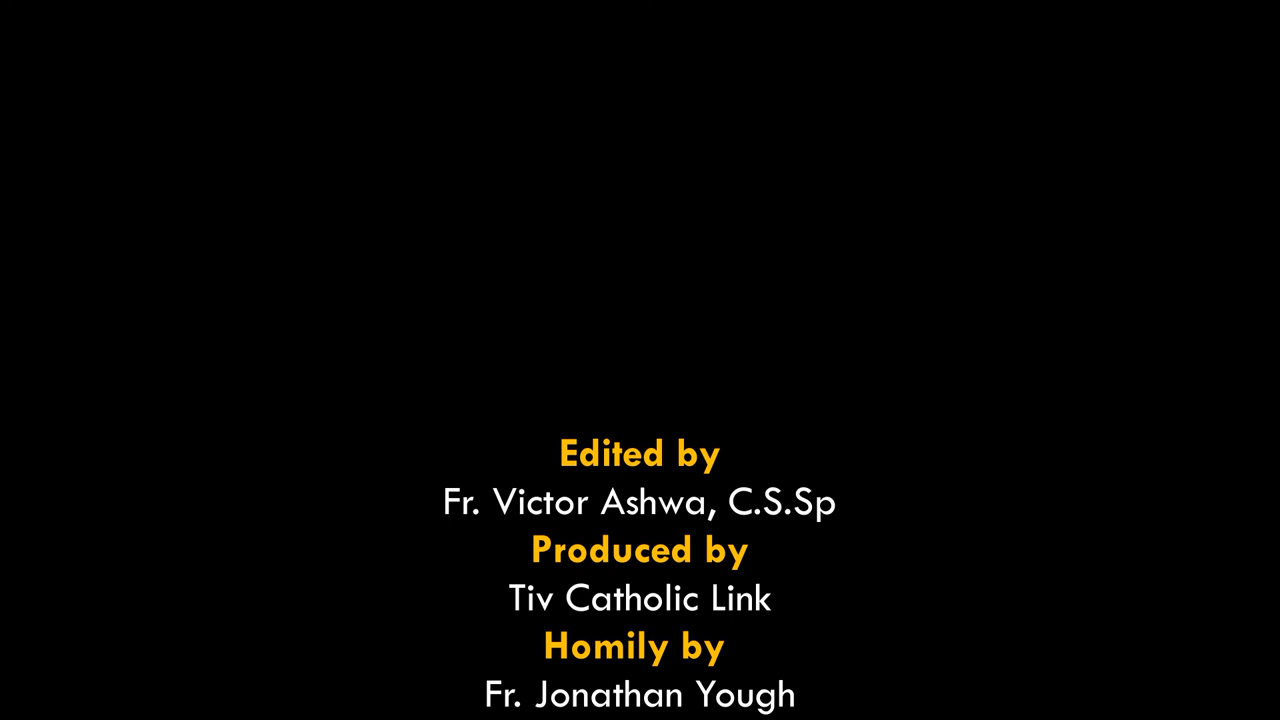 Edited by
Fr. Victor Ashwa, C.S.Sp
Produced by
Tiv Catholic Link
Homily by
Fr. Jonathan Yough